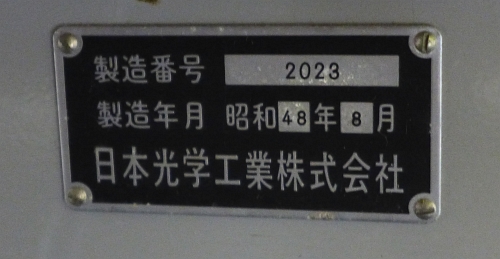 製造番号 2023
製造年月 昭和48年8月
日本光学工業株式会社